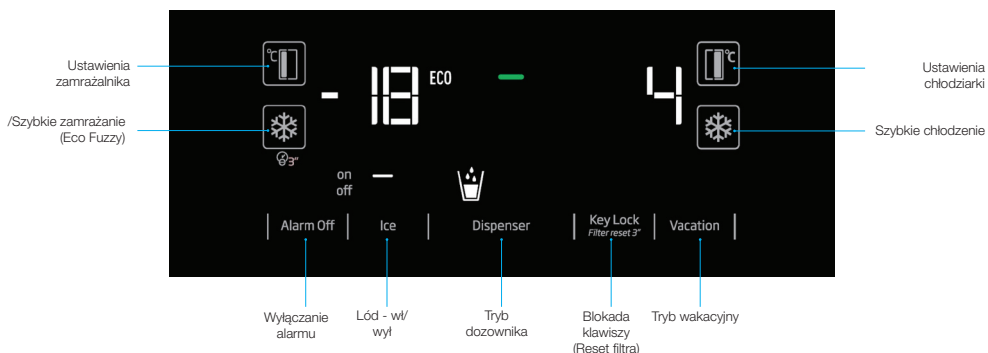 Ustawienia
zamrażalnika
/Szybkie zamrażanie
(Eco Fuzzy)
°C
- 18 ECO
4
°C
3"
on
off
Ustawienia
chłodziarki
Szybkie chłodzenie
Alarm Off
Ice
Dispenser
Key Lock
Filter reset 3"
Vacation
Wyłączanie
alarmu
Lód - wł/
wył
Tryb
dozownika
Blokada
klawiszy
(Reset filtra)
Tryb wakacyjny